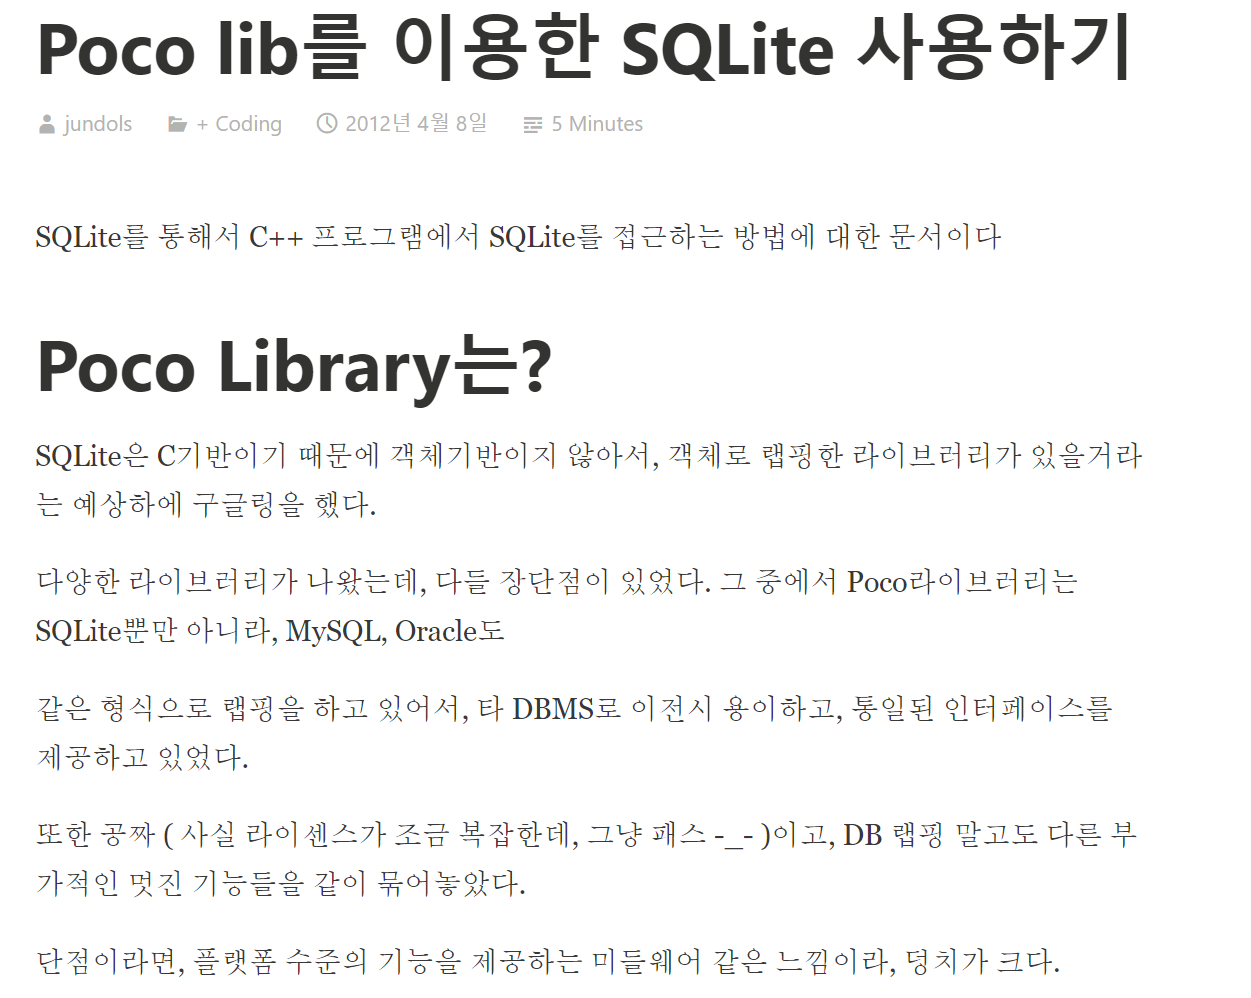 Poco lib를 이용한 SQLite 사용하기
jundols + Coding 2012년 4월 8일 5 Minutes
SQLite를 통해서 C++ 프로그램에서 SQLite를 접근하는 방법에 대한 문서이다
Poco Library는?
SQLite은 C기반이기 때문에 객체기반이지 않아서, 객체로 랩핑한 라이브러리가 있을거라
는 예상하에 구글링을 했다.
다양한 라이브러리가 나왔는데, 다들 장단점이 있었다. 그 중에서 Poco라이브러리는
SQLite뿐만 아니라, MySQL, Oracle도
같은 형식으로 랩핑을 하고 있어서, 타 DBMS로 이전시 용이하고, 통일된 인터페이스를
제공하고 있었다.
또한 공짜 ( 사실 라이센스가 조금 복잡한데, 그냥 패스 -_- )이고, DB 랩핑 말고도 다른 부
가적인 멋진 기능들을 같이 묶어놓았다.
단점이라면, 플랫폼 수준의 기능을 제공하는 미들웨어 같은 느낌이라, 덩치가 크다.